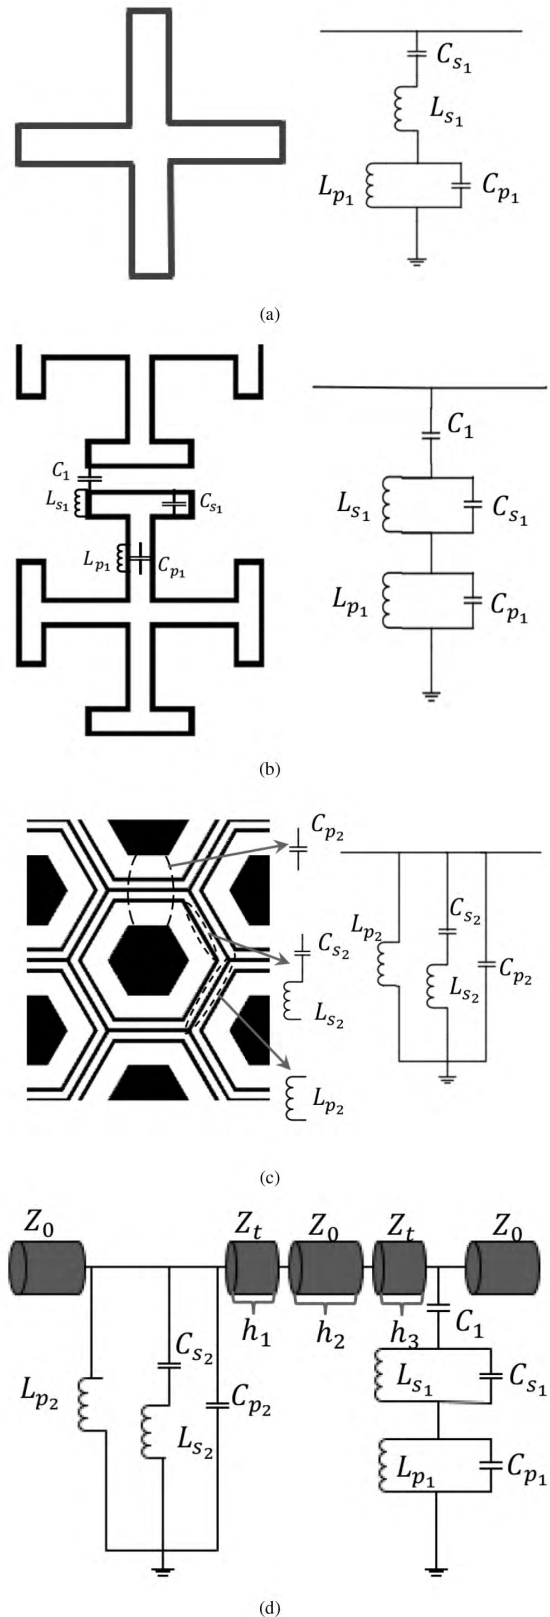 C_{s_1}
L_{s_1}
L_{p_1} C_{p_1}
(a)
C_1 C_1
L_{s_1} C_{s_1} L_{s_1} C_{s_1}
L_{p_1} C_{p_1} L_{p_1} C_{p_1}
(b)
C_{p_2}
L_{p_2} C_{s_2}
C_{s_2} L_{s_2} C_{p_2}
L_{s_2}
L_{p_2}
(c)
Z_0 Z_t Z_0 Z_t Z_0
h_1 h_2 h_3 C_1
C_{s_2} L_{s_1} C_{s_1}
L_{p_2} C_{p_2}
L_{s_2} L_{p_1} C_{p_1}
(d)